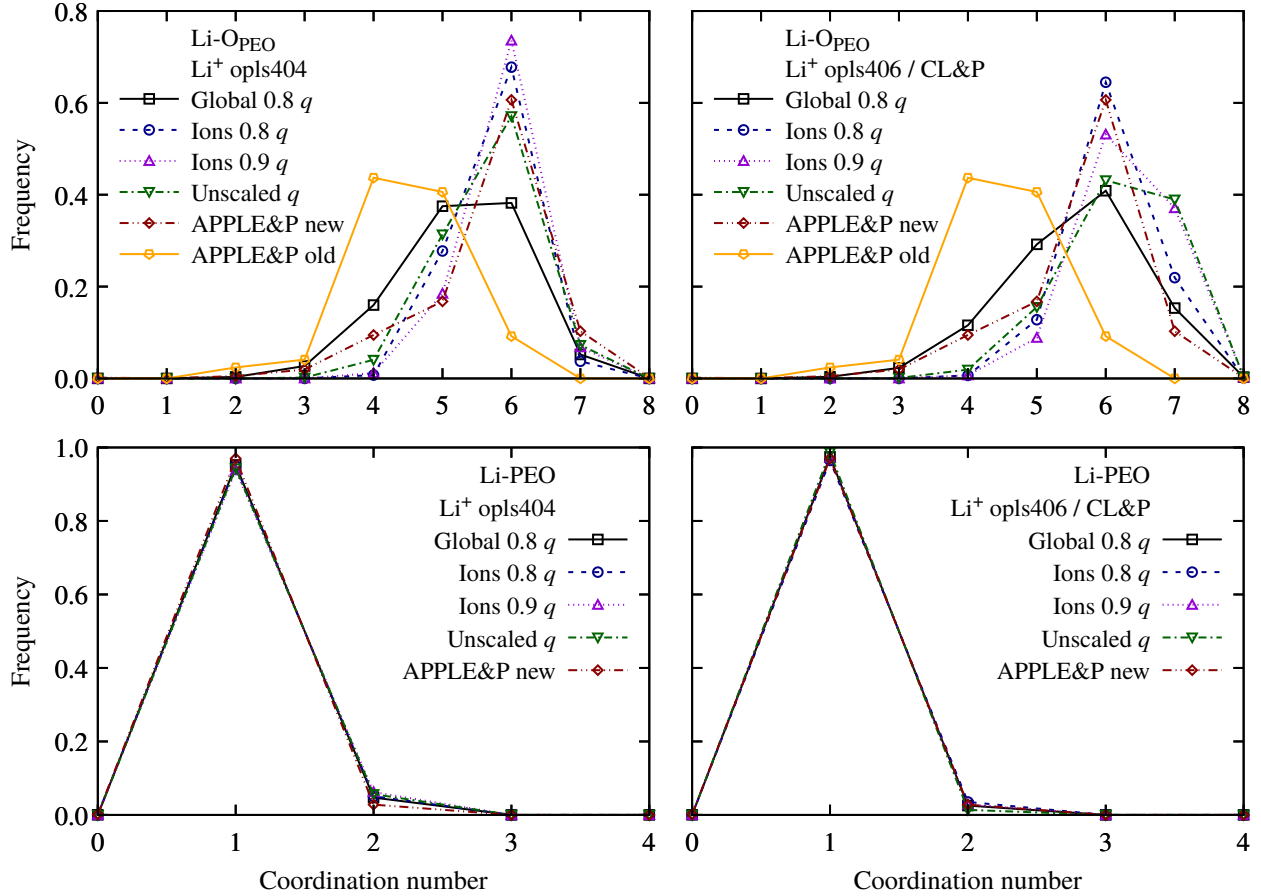 0.8
0.6
0.4
0.2
0.0
Frequency
Li-OPEO
Li+ opls404
Global 0.8 q
Ions 0.8 q
Ions 0.9 q
Unscaled q
APPLE&P new
APPLE&P old
0 1 2 3 4 5 6 7 8
Li-OPEO
Li+ opls406 / CL&P
Global 0.8 q
Ions 0.8 q
Ions 0.9 q
Unscaled q
APPLE&P new
APPLE&P old
0 1 2 3 4 5 6 7 8
1.0
0.8
0.6
0.4
0.2
0.0
Frequency
Li-PEO
Li+ opls404
Global 0.8 q
Ions 0.8 q
Ions 0.9 q
Unscaled q
APPLE&P new
0 1 2 3 4
Coordination number
Li-PEO
Li+ opls406 / CL&P
Global 0.8 q
Ions 0.8 q
Ions 0.9 q
Unscaled q
APPLE&P new
0 1 2 3 4
Coordination number